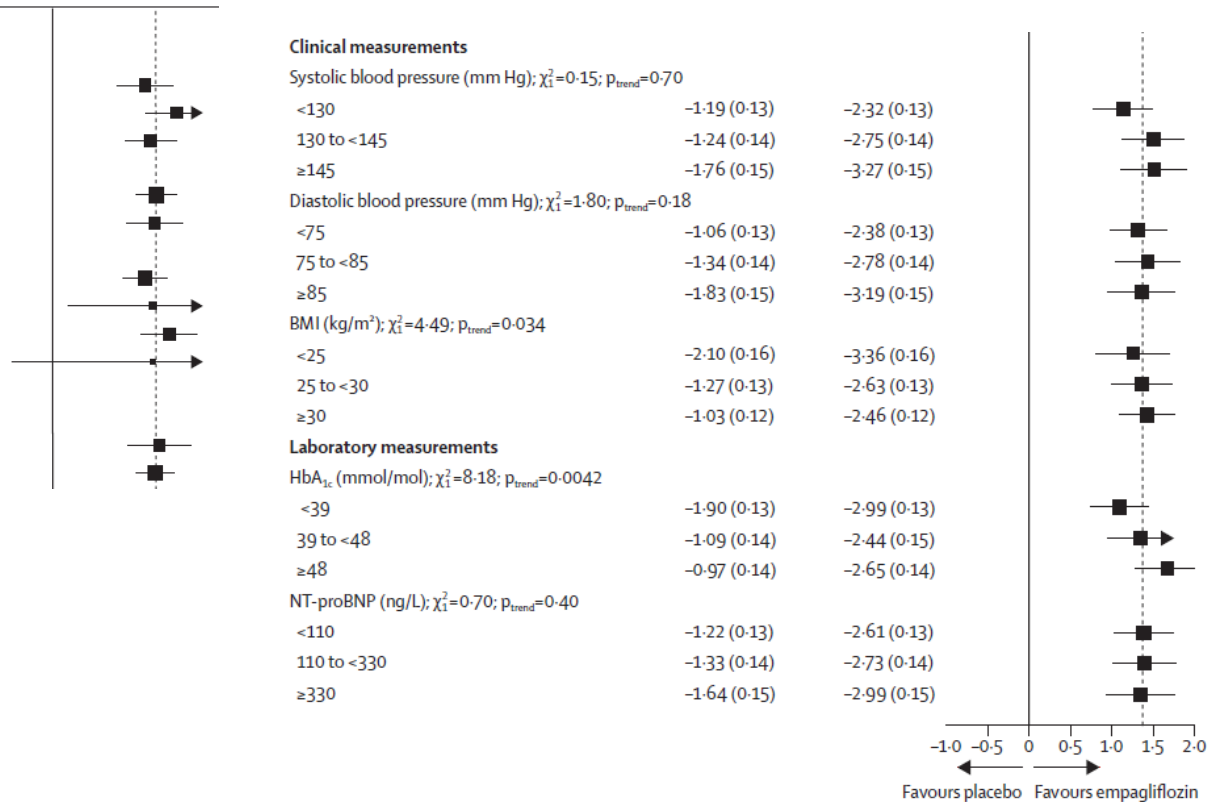 Clinical measurements
Systolic blood pressure (mm Hg); χ²₁=0·15; pₜᵣₑₙd=0·70
<130 –1·19 (0·13) –2·32 (0·13)
130 to <145 –1·24 (0·14) –2·75 (0·14)
≥145 –1·76 (0·15) –3·27 (0·15)
Diastolic blood pressure (mm Hg); χ²₁=1·80; pₜᵣₑₙd=0·18
<75 –1·06 (0·13) –2·38 (0·13)
75 to <85 –1·34 (0·14) –2·78 (0·14)
≥85 –1·83 (0·15) –3·19 (0·15)
BMI (kg/m²); χ²₁=4·49; pₜᵣₑₙd=0·034
<25 –2·10 (0·16) –3·36 (0·16)
25 to <30 –1·27 (0·13) –2·63 (0·13)
≥30 –1·03 (0·12) –2·46 (0·12)
Laboratory measurements
HbA₁c (mmol/mol); χ²₁=8·18; pₜᵣₑₙd=0·0042
<39 –1·90 (0·13) –2·99 (0·13)
39 to <48 –1·09 (0·14) –2·44 (0·15)
≥48 –0·97 (0·14) –2·65 (0·14)
NT-proBNP (ng/L); χ²₁=0·70; pₜᵣₑₙd=0·40
<110 –1·22 (0·13) –2·61 (0·13)
110 to <330 –1·33 (0·14) –2·73 (0·14)
≥330 –1·64 (0·15) –2·99 (0·15)
–1·0 –0·5 0 0·5 1·0 1·5 2·0
Favours placebo Favours empagliflozin